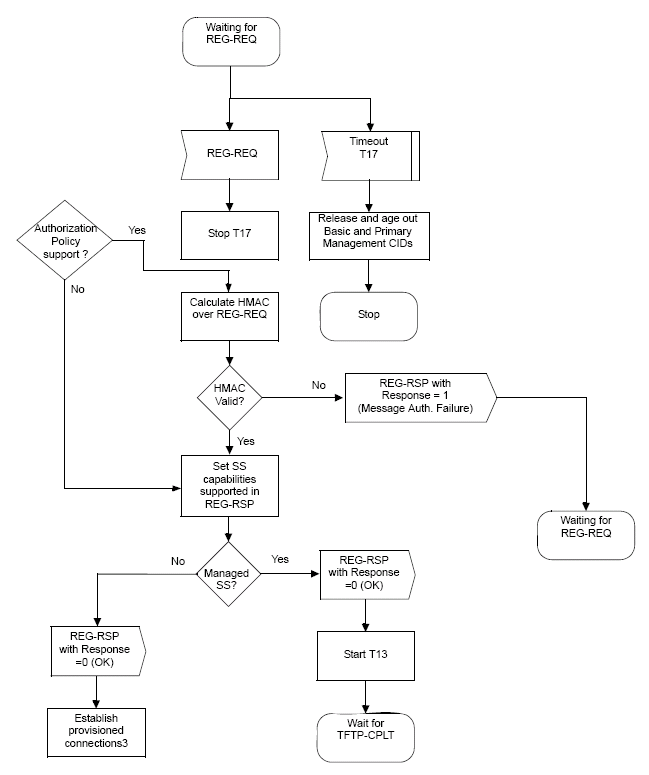 Waiting for
REG-REQ
REG-REQ
Timeout
T17
Stop T17
Release and age out
Basic and Primary
Management CIDs
Authorization
Policy
support ?
Yes
No
Calculate HMAC
over REG-REQ
Stop
HMAC
Valid?
No
REG-RSP with
Response = 1
(Message Auth. Failure)
Yes
Set SS
capabilities
supported in
REG-RSP
Waiting for
REG-REQ
Managed
SS?
No
Yes
REG-RSP
with Response
=0 (OK)
REG-RSP
with Response
=0 (OK)
Start T13
Establish
provisioned
connections3
Wait for
TFTP-CPLT